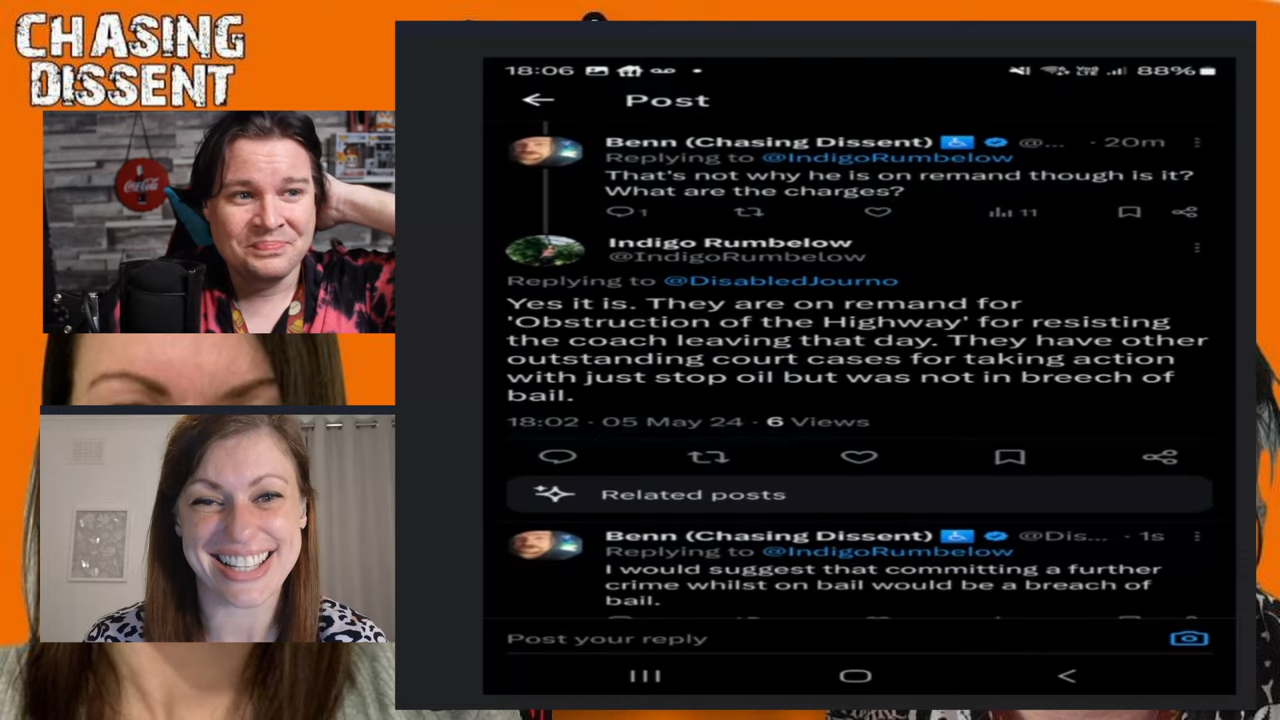 CHASING
DISSENT
Coca-Cola
18:06 88%
Post
Benn (Chasing Dissent) @... · 20m
Replying to @IndigoRumbelow
That's not why he is on remand though is it?
What are the charges?
1 11
Indigo Rumbelow
@IndigoRumbelow
Replying to @DisabledJourno
Yes it is. They are on remand for
'Obstruction of the Highway' for resisting
the coach leaving that day. They have other
outstanding court cases for taking action
with just stop oil but was not in breech of
bail.
18:02 · 05 May 24 · 6 Views
Related posts
Benn (Chasing Dissent) @Dis... · 1s
Replying to @IndigoRumbelow
I would suggest that committing a further
crime whilst on bail would be a breach of
bail.
Post your reply